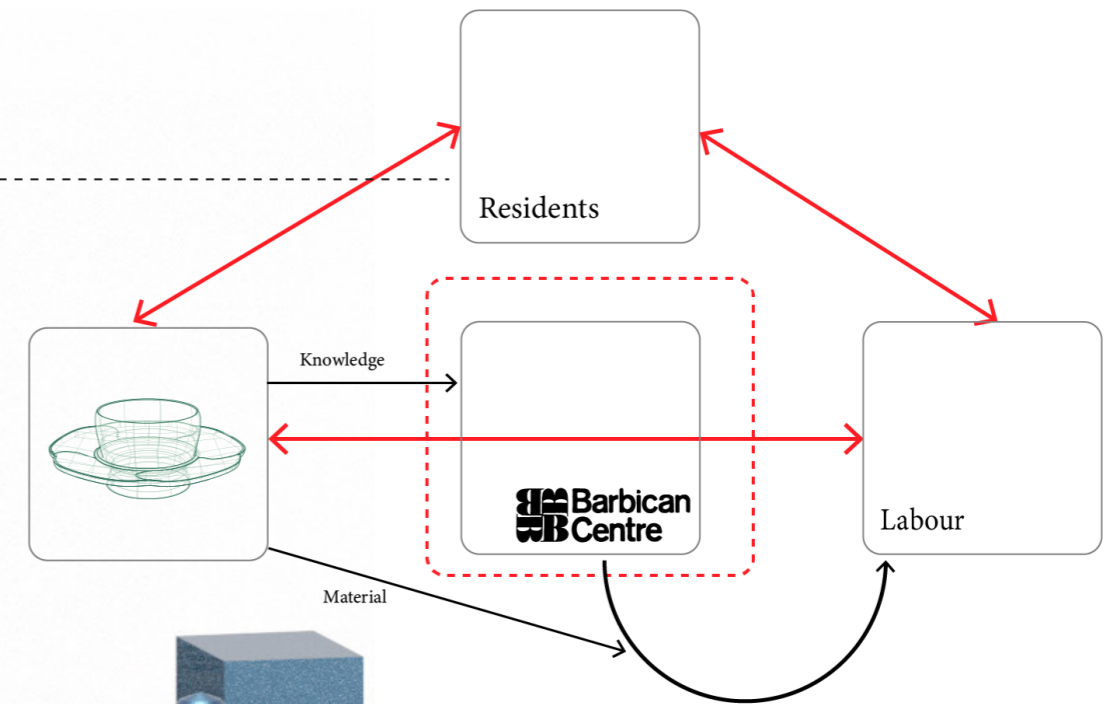 Residents
Knowledge
Barbican
Centre
Labour
Material